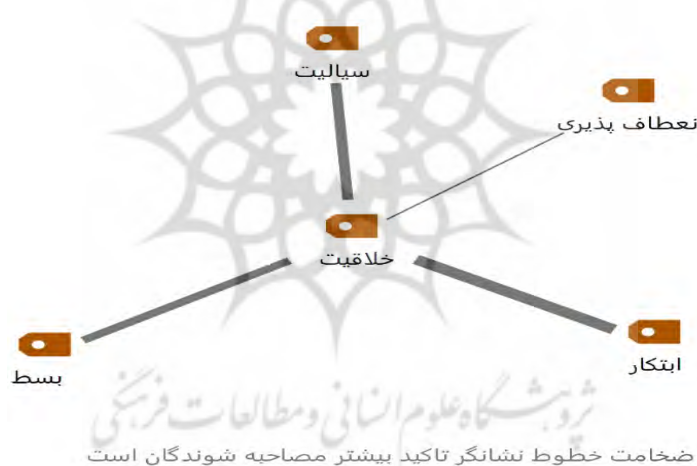 سیالیت
نعطاف پذیری
خلاقیت
ابتکار
بسط
پژوهشگاه علوم انسانی و مطالعات فرهنگی
ضخامت خطوط نشانگر تاکید بیشتر مصاحبه شوندگان است